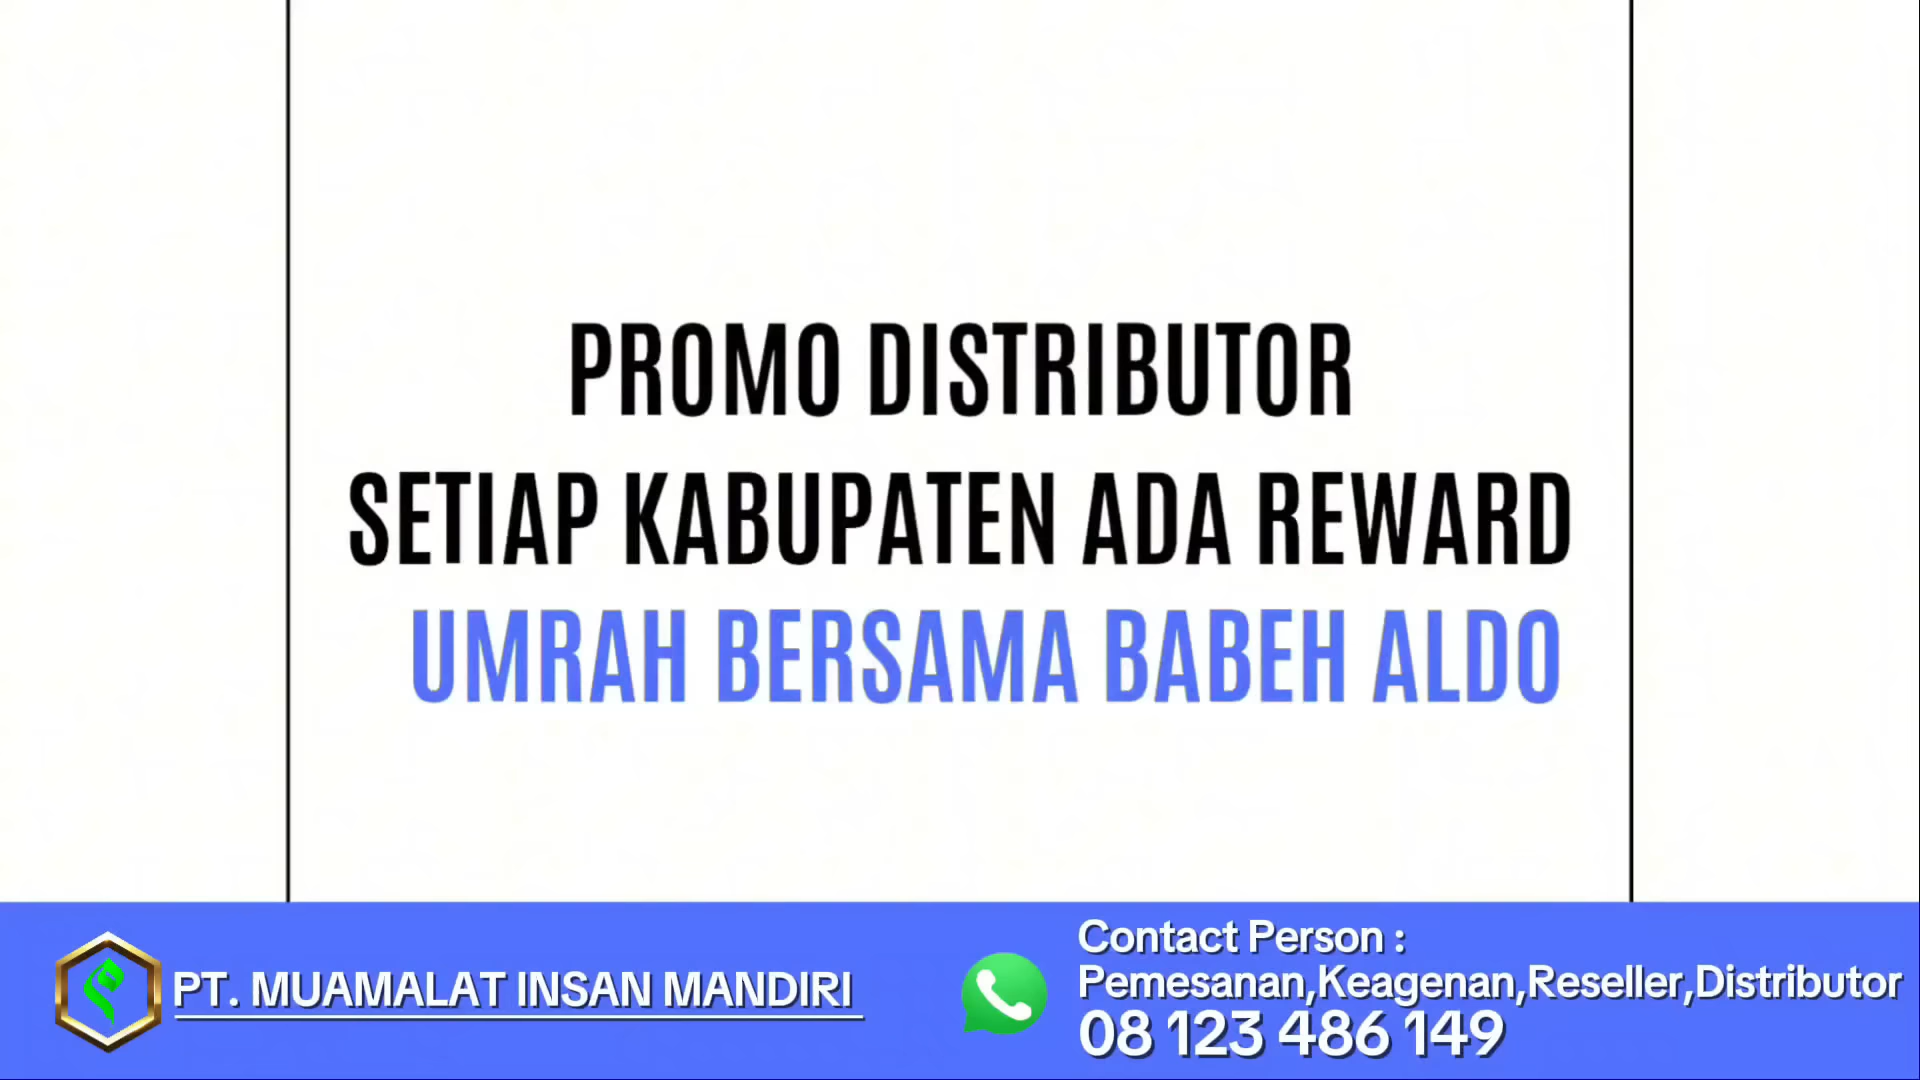 PROMO DISTRIBUTOR
SETIAP KABUPATEN ADA REWARD
UMRAH BERSAMA BABEH ALDO
PT. MUAMALAT INSAN MANDIRI
Contact Person :
Pemesanan,Keagenan,Reseller,Distributor
08 123 486 149